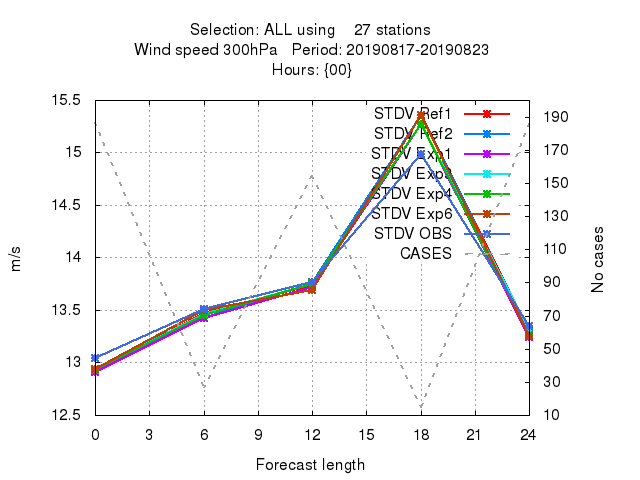 Selection: ALL using 27 stations
Wind speed 300hPa Period: 20190817-20190823
Hours: {00}
15.5
15
14.5
14
13.5
13
12.5
m/s
190
170
150
130
110
90
70
50
30
10
No cases
STDV Ref1
STDV Ref2
STDV Exp1
STDV Exp3
STDV Exp4
STDV Exp6
STDV OBS
CASES
0 3 6 9 12 15 18 21 24
Forecast length